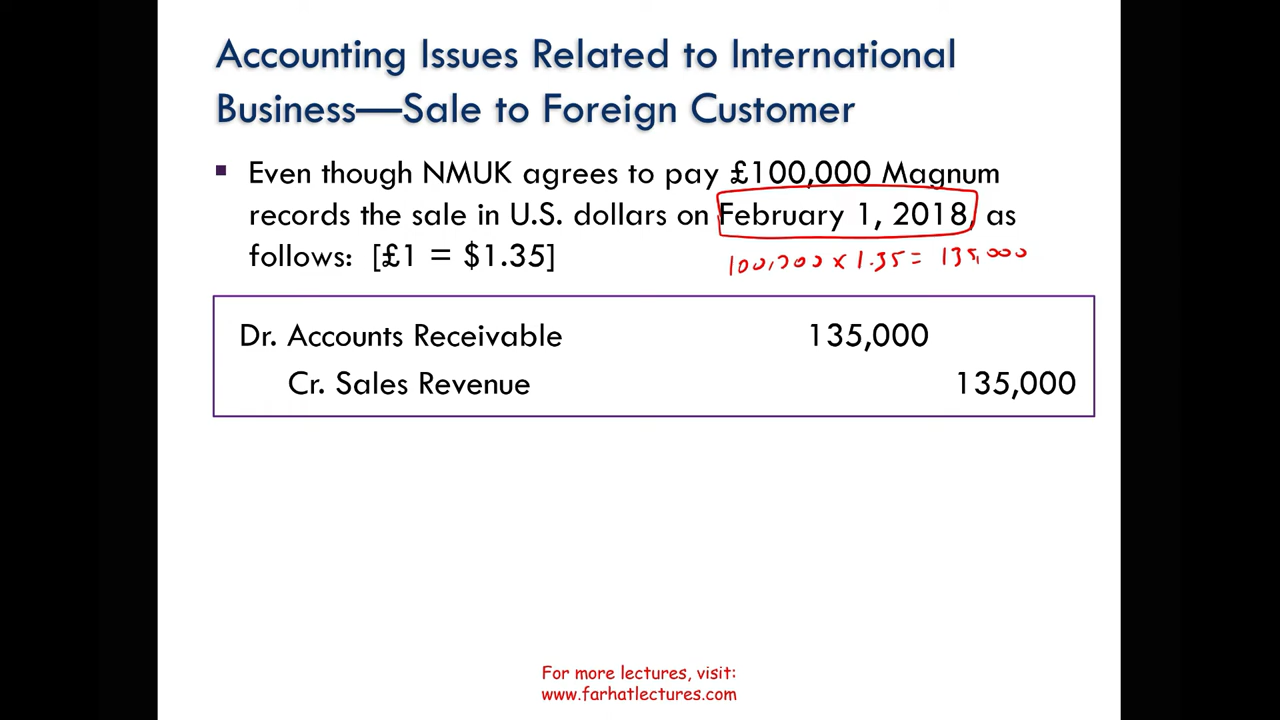 Accounting Issues Related to International
Business—Sale to Foreign Customer
▪ Even though NMUK agrees to pay £100,000 Magnum
records the sale in U.S. dollars on February 1, 2018, as
follows: [£1 = $1.35]
100,000 x 1.35 = 135,000
Dr. Accounts Receivable 135,000
Cr. Sales Revenue 135,000
For more lectures, visit:
www.farhatlectures.com